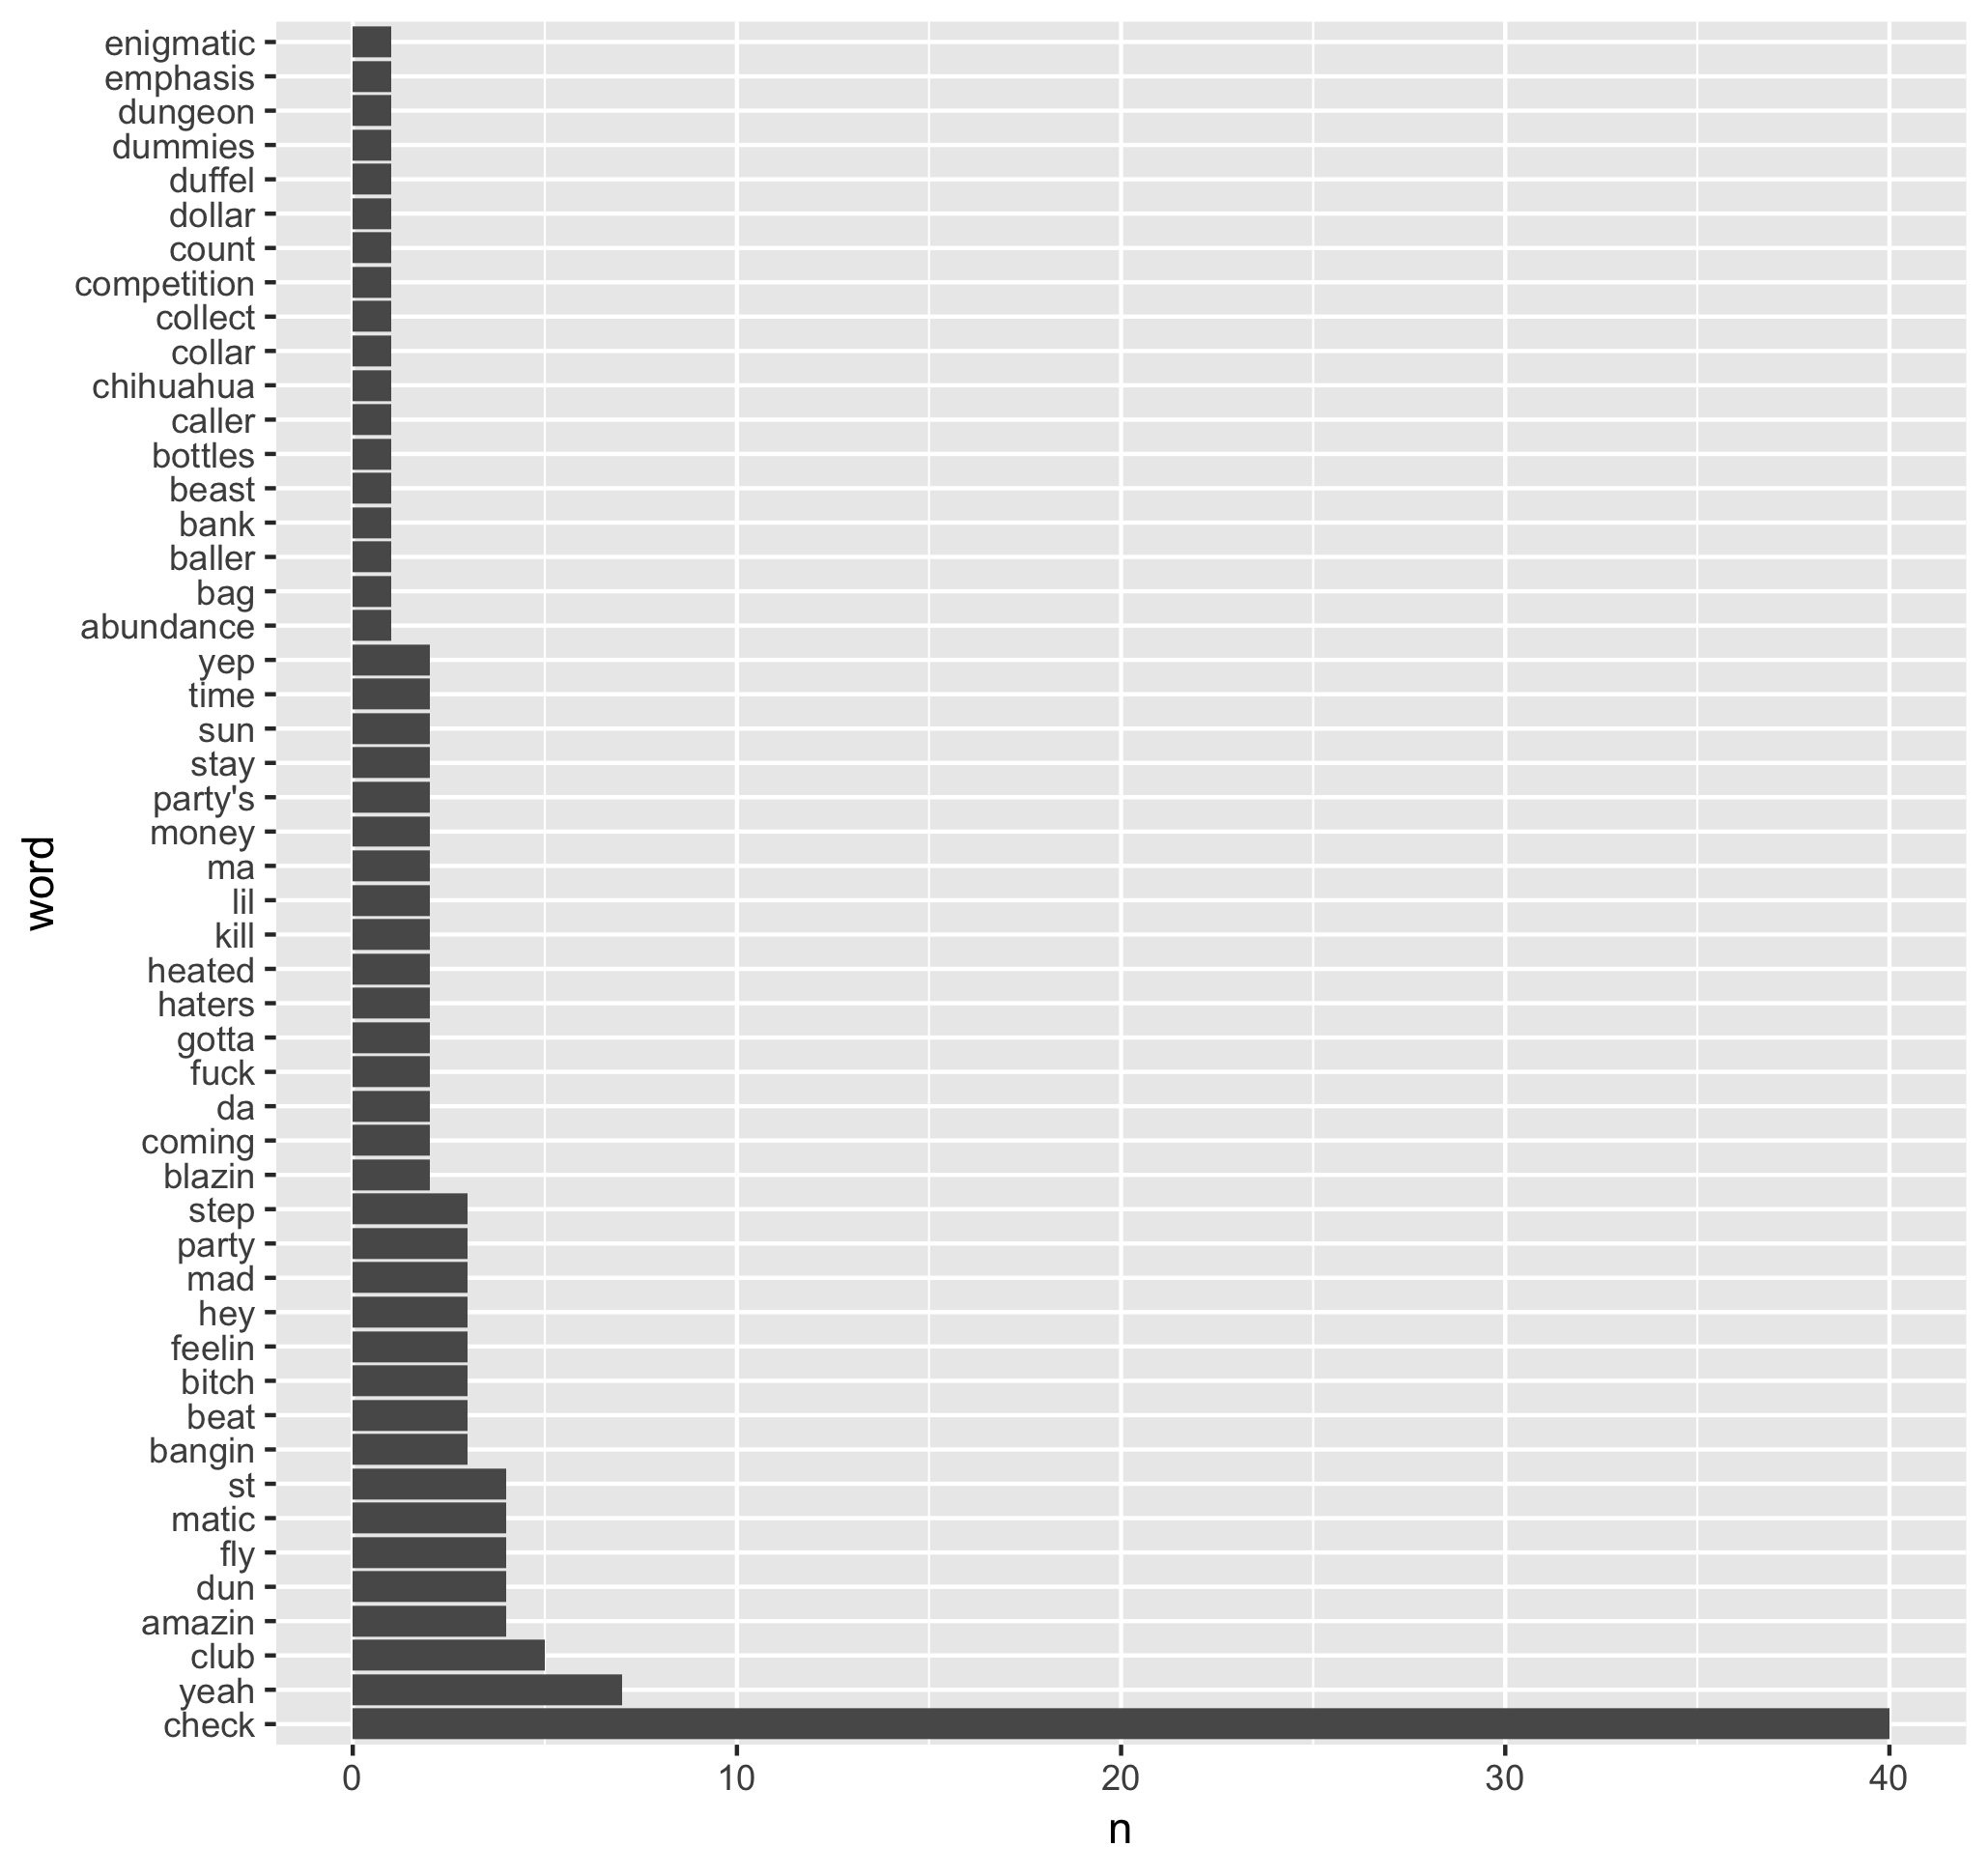 enigmatic
emphasis
dungeon
dummies
duffel
dollar
count
competition
collect
collar
chihuahua
caller
bottles
beast
bank
baller
bag
abundance
yep
time
sun
stay
party's
money
ma
lil
kill
heated
haters
gotta
fuck
da
coming
blazin
step
party
mad
hey
feelin
bitch
beat
bangin
st
matic
fly
dun
amazin
club
yeah
check
word
0 10 20 30 40
n